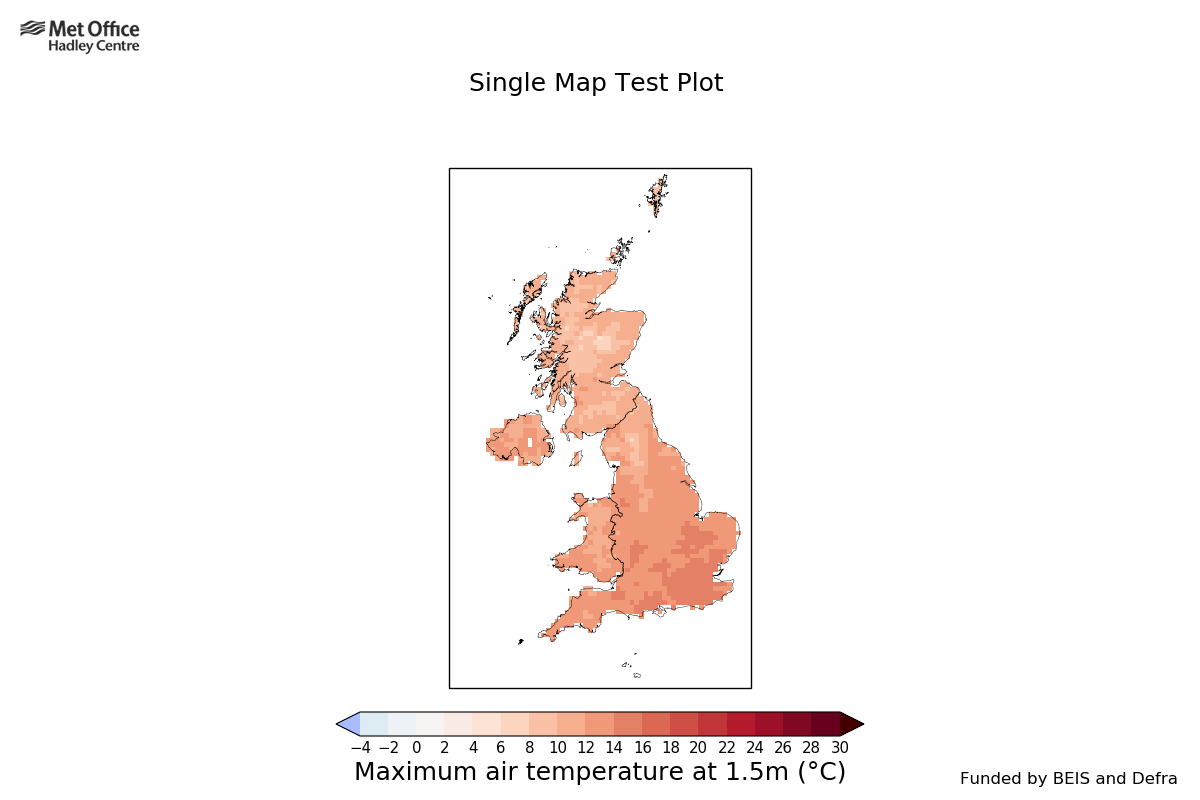 Met Office
Hadley Centre
Single Map Test Plot
−4 −2 0 2 4 6 8 10 12 14 16 18 20 22 24 26 28 30
Maximum air temperature at 1.5m (°C)
Funded by BEIS and Defra